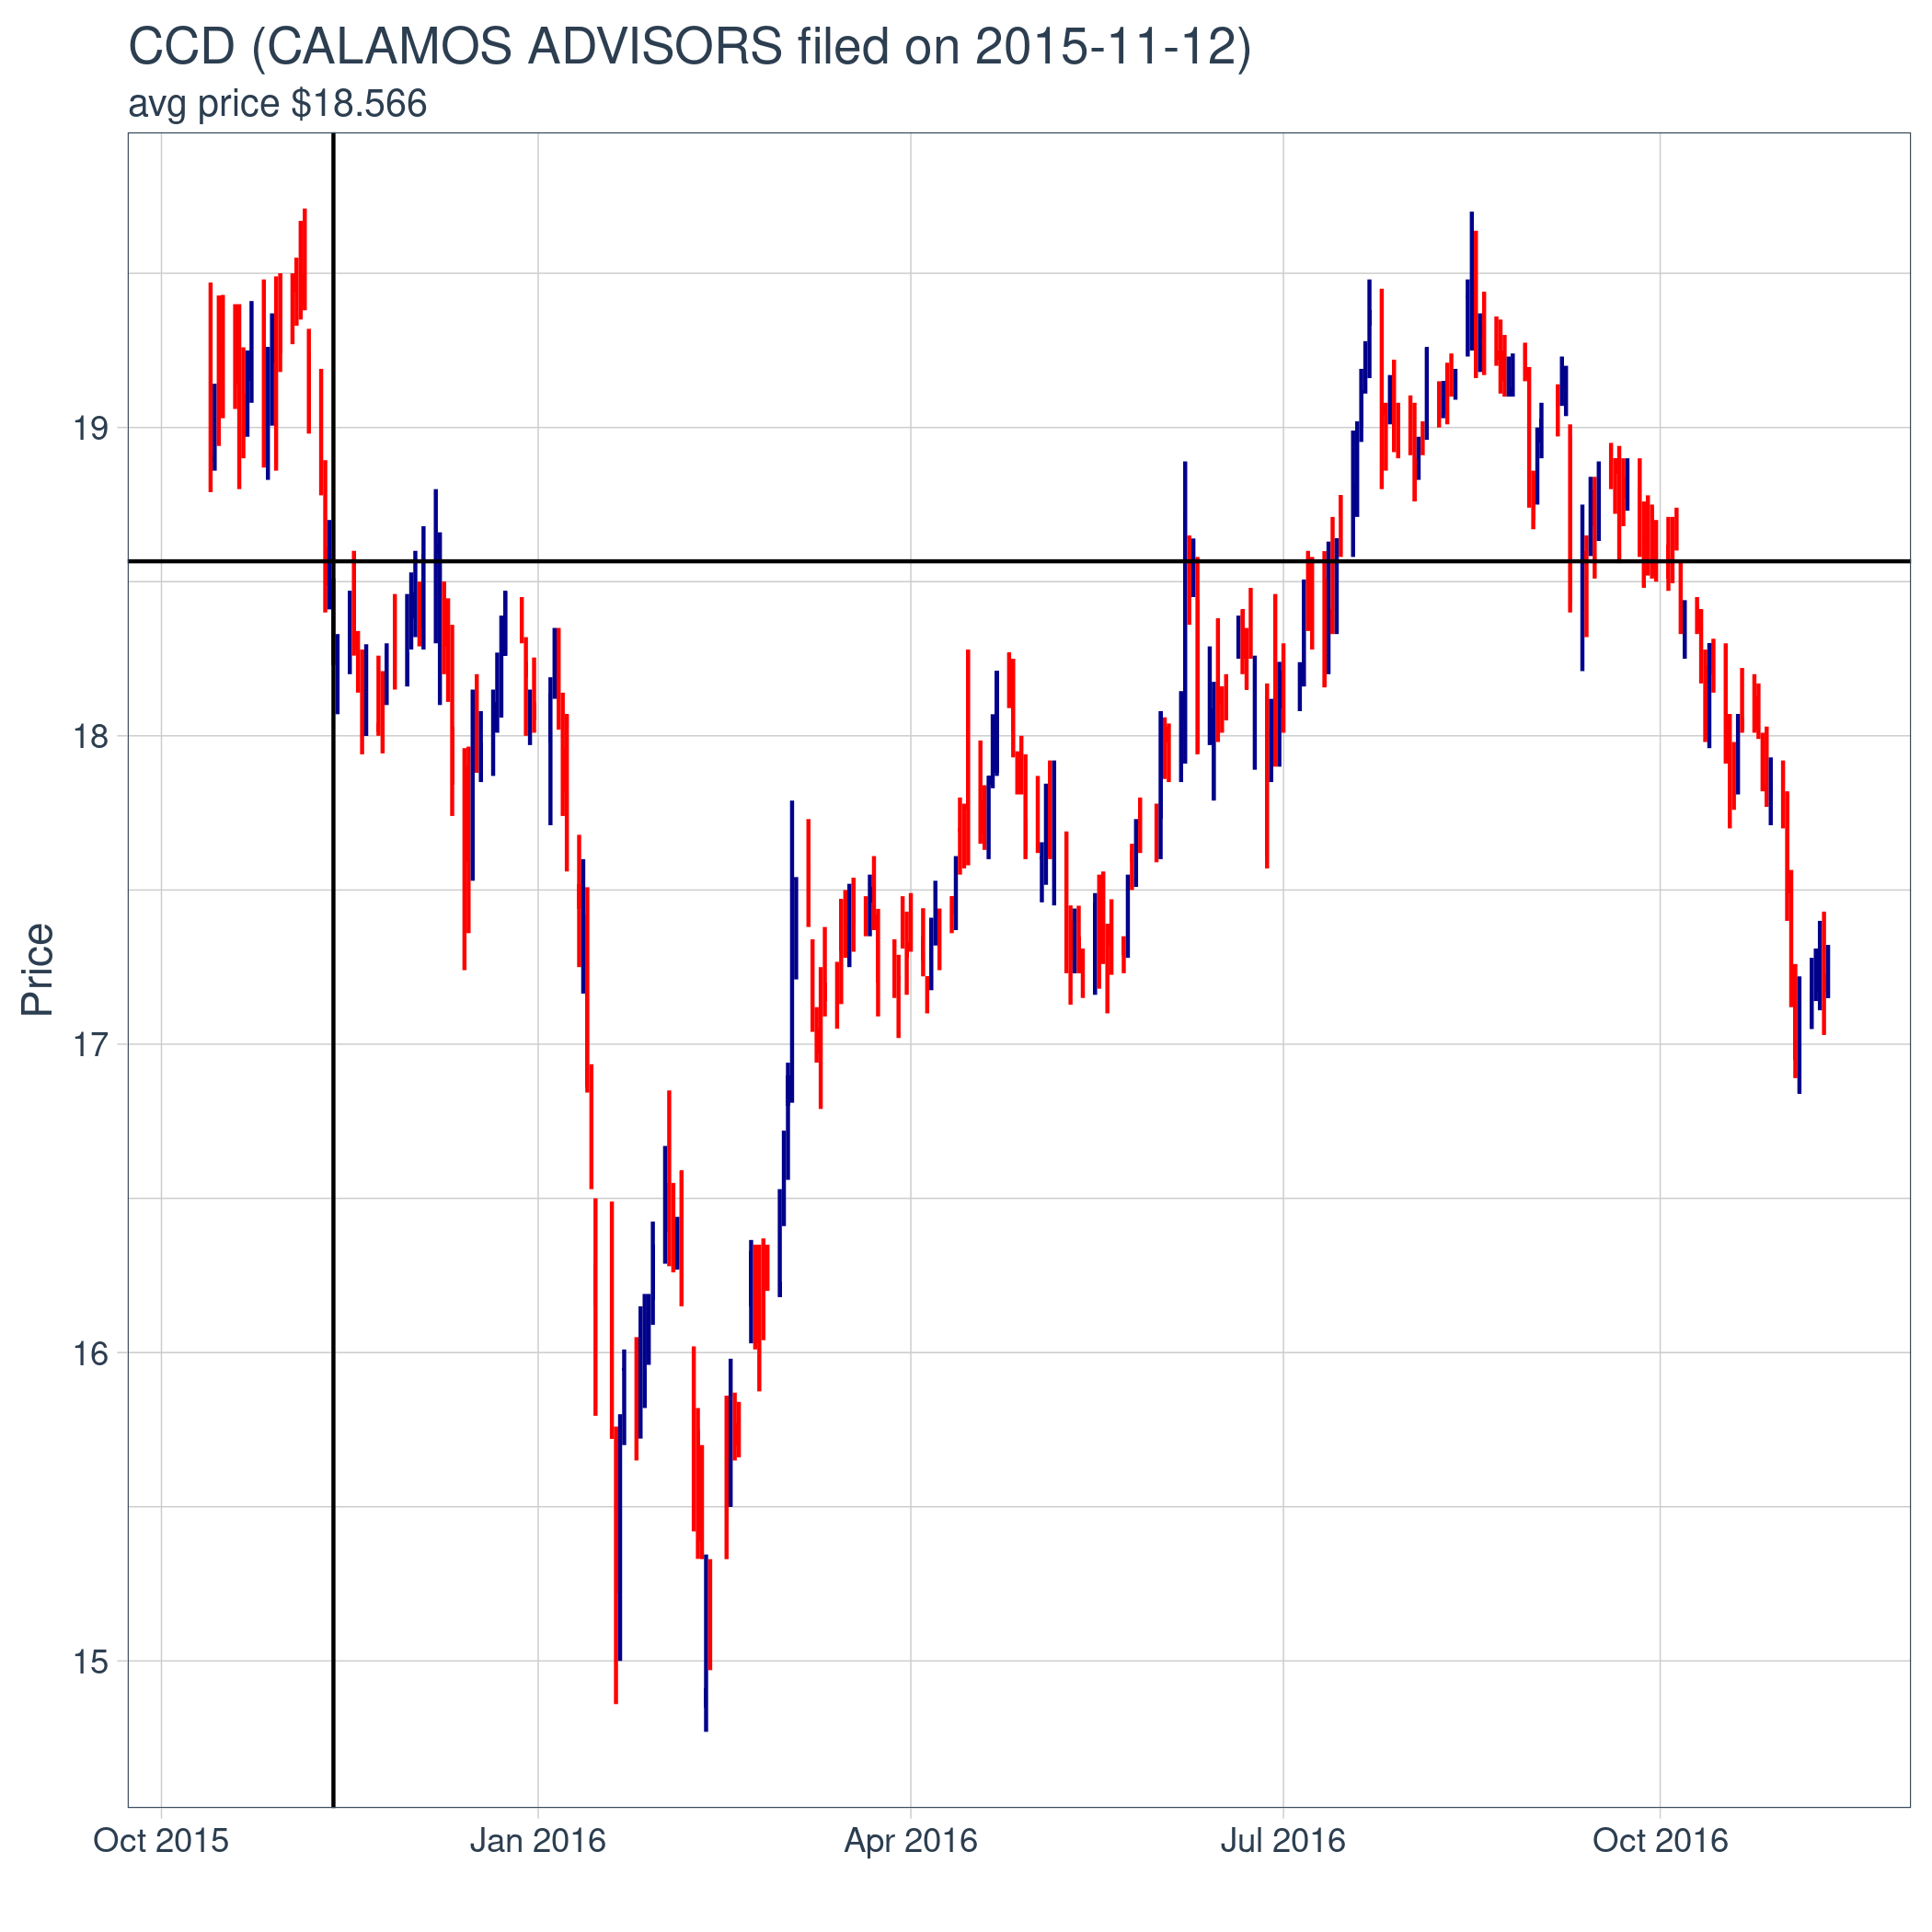 CCD (CALAMOS ADVISORS filed on 2015-11-12)
avg price $18.566
Price
19
18
17
16
15
Oct 2015
Jan 2016
Apr 2016
Jul 2016
Oct 2016